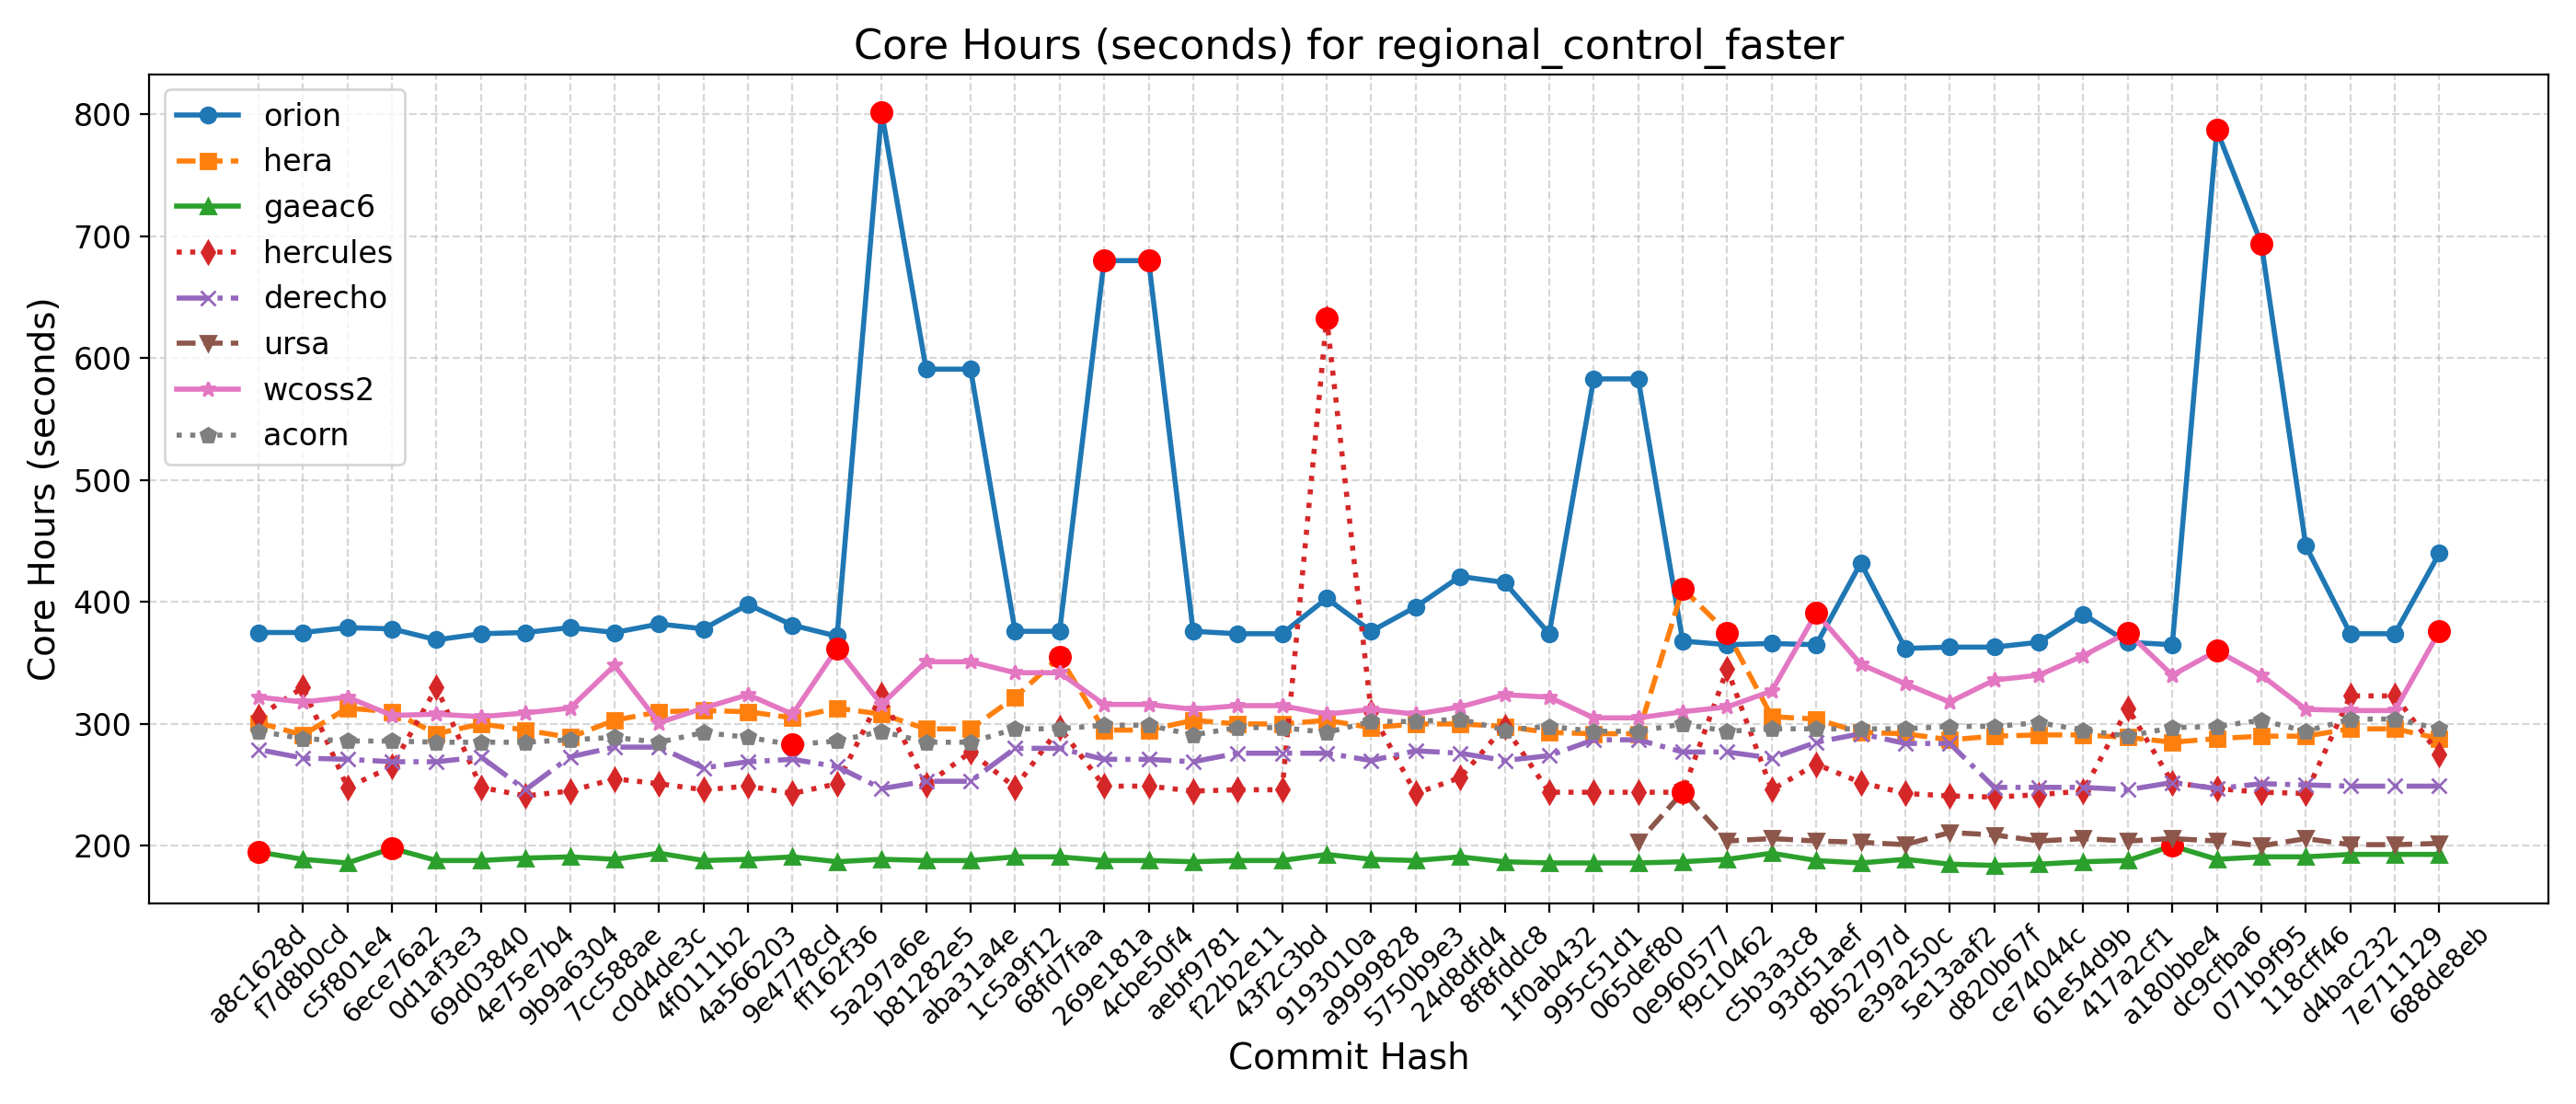 Core Hours (seconds) for regional_control_faster
Core Hours (seconds)
800
700
600
500
400
300
200
orion
hera
gaeac6
hercules
derecho
ursa
wcoss2
acorn
a8c1628d
f7d8b0cd
c5f801e4
6ece76a2
0d1af3e3
69d03840
4e75e7b4
9b9a6304
7cc588ae
c0d4de3c
4f0111b2
4a566203
9e4778cd
ff162f36
5a297a6e
b81282e5
aba31a4e
1c5a9f12
68fd7faa
269e181a
4cbe50f4
aebf9781
f22b2e11
43f2c3bd
9193010a
a9999828
5750b9e3
24d8dfd4
8f8fddc8
1f0ab432
995c51d1
065def80
0e960577
f9c10462
c5b3a3c8
93d51aef
8b52797d
e39a250c
5e13aaf2
d820b67f
ce74044c
61e54d9b
417a2cf1
a180bbe4
dc9cfba6
071b9f95
118cff46
d4bac232
7e711129
688de8eb
Commit Hash